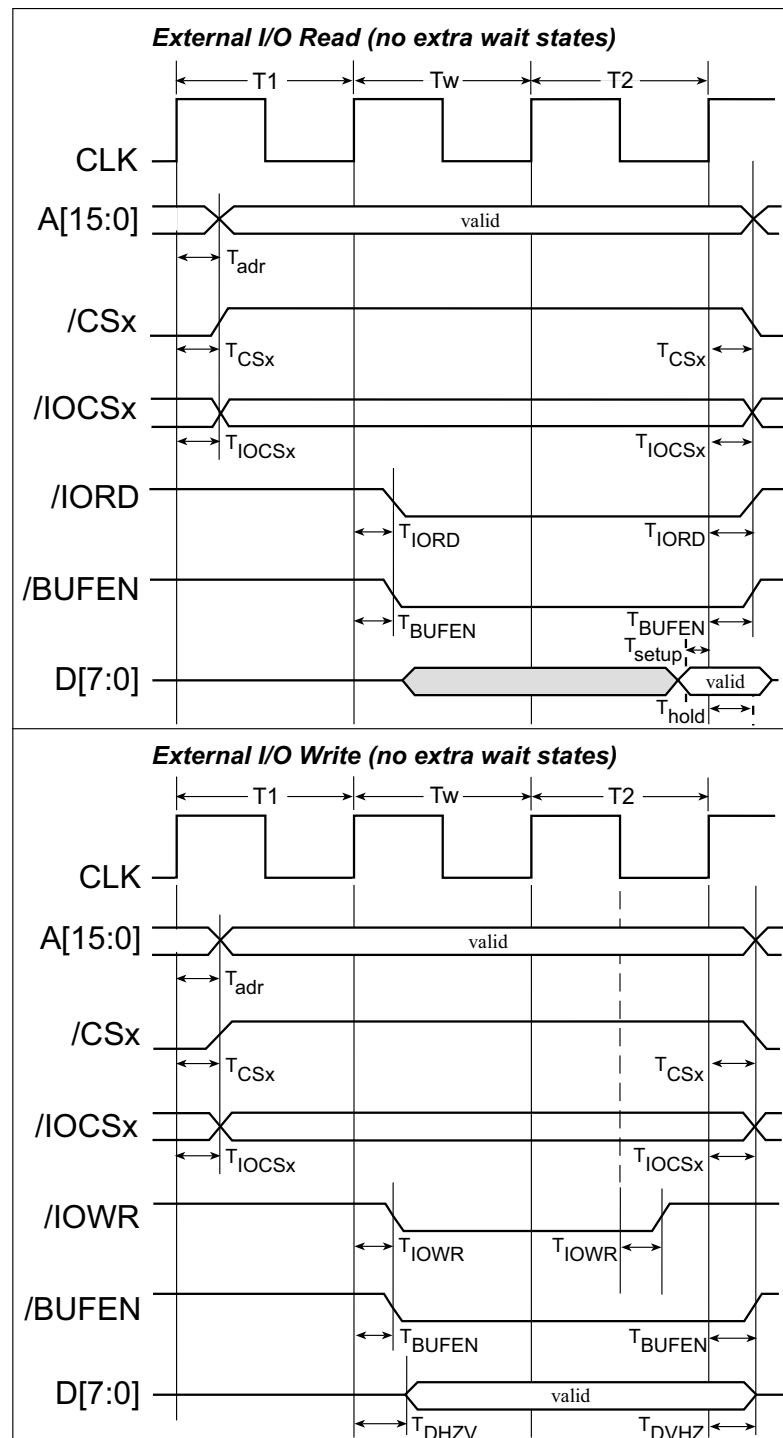 External I/O Read (no extra wait states)
T1 Tw T2
CLK
A[15:0] valid
Tadr
/CSx
TCSx TCSx
/IOCSx
TIOCSx TIOCSx
/IORD
TIORD TIORD
/BUFEN
TBUFEN TBUFEN
Tsetup
D[7:0] valid
Thold
External I/O Write (no extra wait states)
T1 Tw T2
CLK
A[15:0] valid
Tadr
/CSx
TCSx TCSx
/IOCSx
TIOCSx TIOCSx
/IOWR
TIOWR TIOWR
/BUFEN
TBUFEN TBUFEN
D[7:0] valid
TDHZV TDVHZ